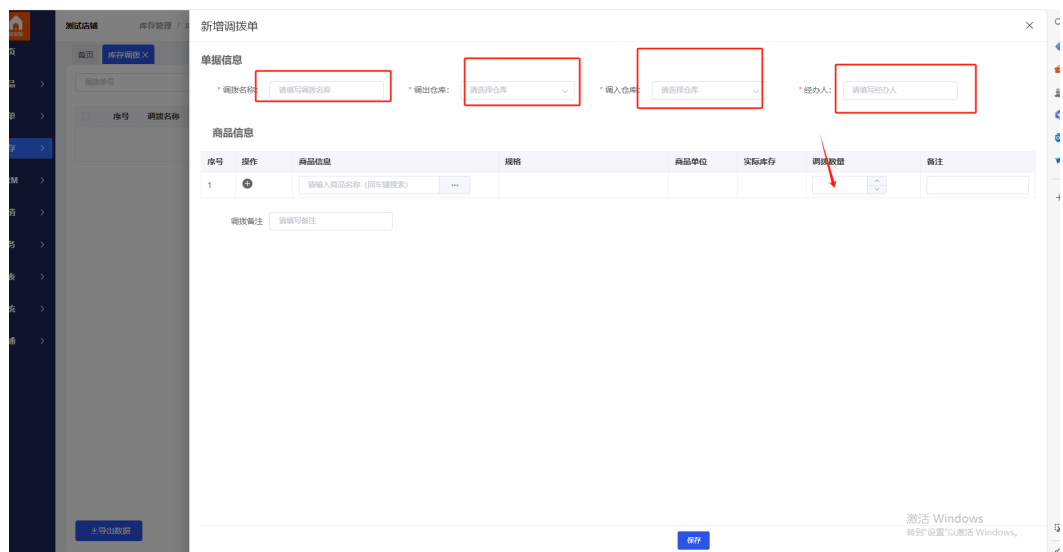 测试店铺
库存管理 /
首页
库存调拨
调拨单号
序号 调拨名称
导出数据
新增调拨单
单据信息
* 调拨名称: 请填写调拨名称 * 调出仓库: 请选择仓库 * 调入仓库: 请选择仓库 * 经办人: 请填写经办人
商品信息
序号 操作 商品信息 规格 商品单位 实际库存 调拨数量 备注
1 请输入商品名称 (回车键搜索) ...
调拨备注 请填写备注
保存
激活 Windows
转到"设置"以激活 Windows。